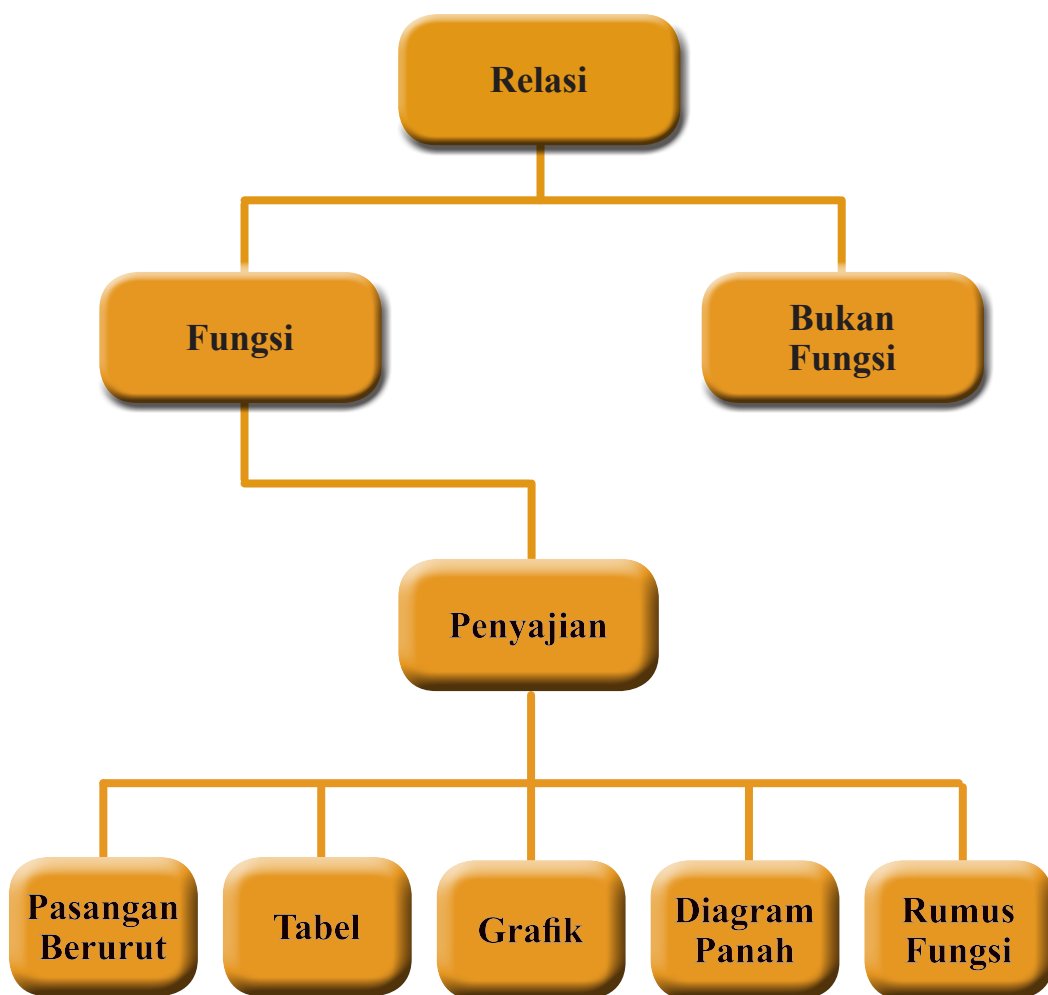 Relasi
Fungsi
Bukan
Fungsi
Penyajian
Pasangan
Berurut
Tabel
Grafik
Diagram
Panah
Rumus
Fungsi